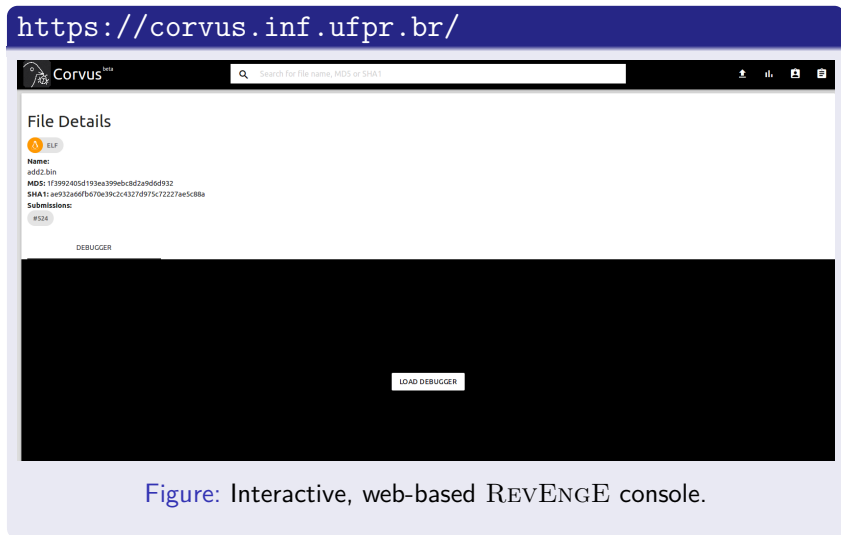 https://corvus.inf.ufpr.br/
Corvus beta
Search for file name, MD5 or SHA1
File Details
ELF
Name:
add2.bin
MD5: 1f3992405d193ea399ebc8d2a9d6d932
SHA1: ae932a66fb670e39c2c4327d975c72227ae5c88a
Submissions:
#524
DEBUGGER
LOAD DEBUGGER
Figure: Interactive, web-based REVENGE console.